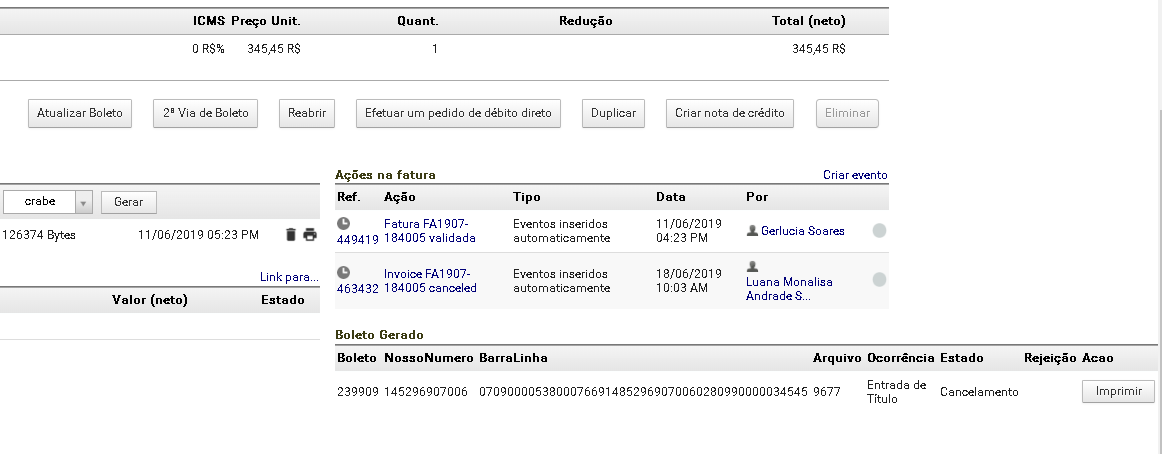 ICMS Preço Unit. Quant. Redução Total (neto)
0 R$% 345,45 R$ 1 345,45 R$
Atualizar Boleto 2ª Via de Boleto Reabrir Efetuar um pedido de débito direto Duplicar Criar nota de crédito Eliminar
crabe Gerar
126374 Bytes 11/06/2019 05:23 PM
Link para...
Valor (neto) Estado
Ações na fatura Criar evento
Ref. Ação Tipo Data Por
449419 Fatura FA1907-
184005 validada
Eventos inseridos
automaticamente
11/06/2019
04:23 PM
Gerlucia Soares
463432 Invoice FA1907-
184005 canceled
Eventos inseridos
automaticamente
18/06/2019
10:03 AM
Luana Monalisa
Andrade S...
Boleto Gerado
Boleto NossoNumero BarraLinha Arquivo Ocorrência Estado Rejeição Acao
239909 145296907006 07090000538000766914852969070060280990000034545 9677 Entrada de
Título
Cancelamento Imprimir